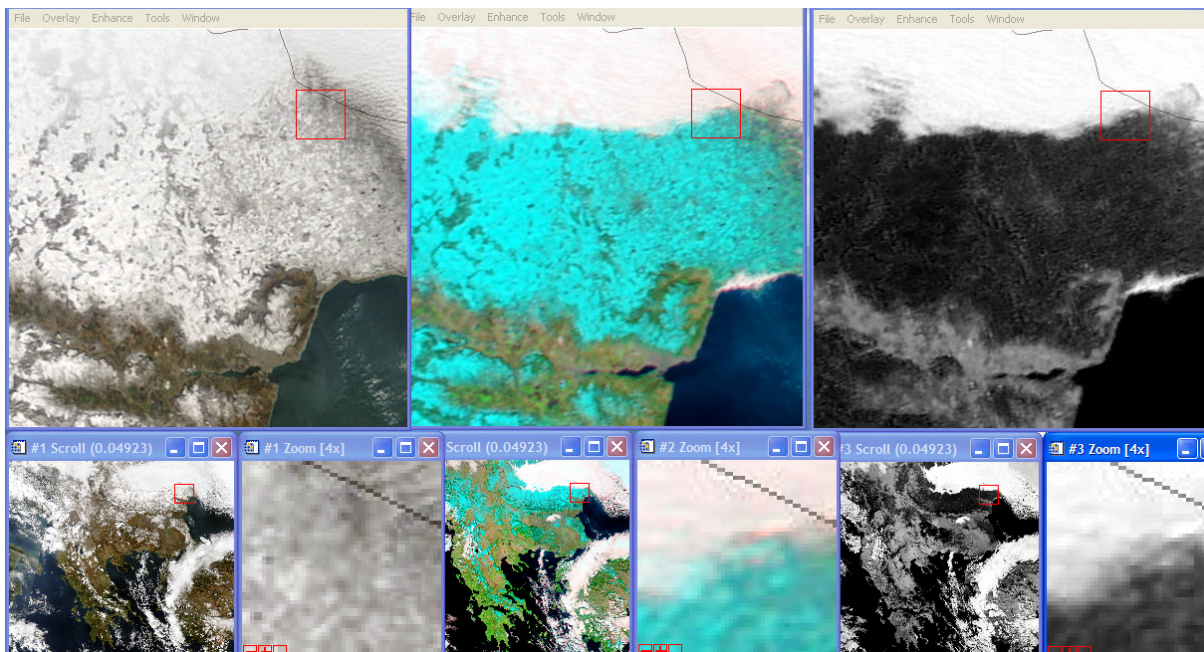 File Overlay Enhance Tools Window
File Overlay Enhance Tools Window
File Overlay Enhance Tools Window
#1 Scroll (0.04923)
#1 Zoom [4x]
Scroll (0.04923)
#2 Zoom [4x]
#3 Scroll (0.04923)
#3 Zoom [4x]